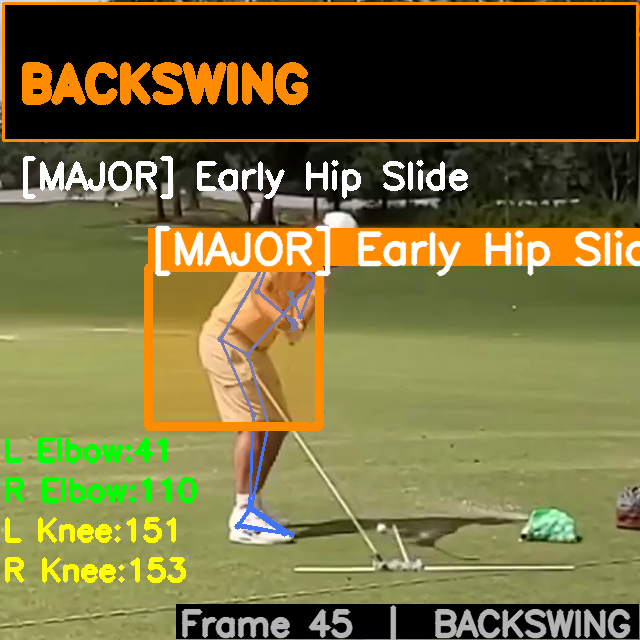 BACKSWING
[MAJOR] Early Hip Slide
[MAJOR] Early Hip Slid
L Elbow:41
R Elbow:110
L Knee:151
R Knee:153
Frame 45 | BACKSWING